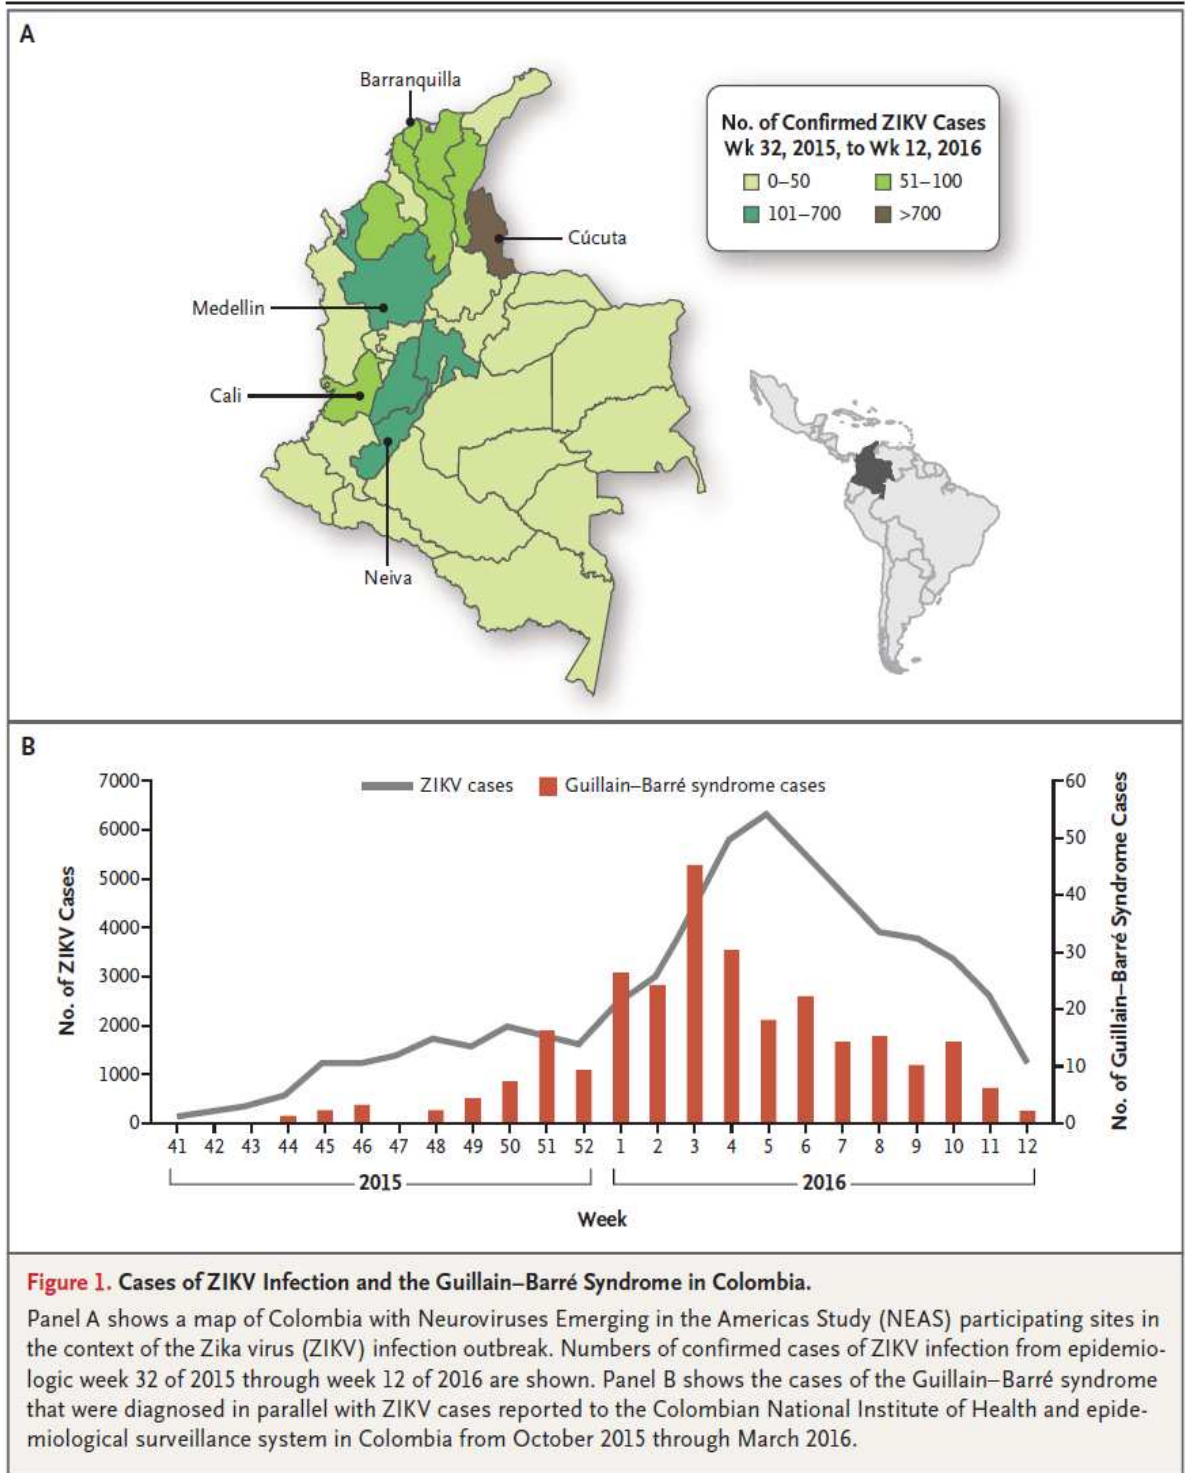 A
Barranquilla
No. of Confirmed ZIKV Cases
Wk 32, 2015, to Wk 12, 2016
0–50
51–100
101–700
>700
Cúcuta
Medellin
Cali
Neiva
B
ZIKV cases
Guillain–Barré syndrome cases
No. of ZIKV Cases
7000
6000
5000
4000
3000
2000
1000
0
60
50
40
30
20
10
0
No. of Guillain–Barré Syndrome Cases
41 42 43 44 45 46 47 48 49 50 51 52 1 2 3 4 5 6 7 8 9 10 11 12
2015 2016
Week
Figure 1. Cases of ZIKV Infection and the Guillain–Barré Syndrome in Colombia.
Panel A shows a map of Colombia with Neuroviruses Emerging in the Americas Study (NEAS) participating sites in
the context of the Zika virus (ZIKV) infection outbreak. Numbers of confirmed cases of ZIKV infection from epidemio-
logic week 32 of 2015 through week 12 of 2016 are shown. Panel B shows the cases of the Guillain–Barré syndrome
that were diagnosed in parallel with ZIKV cases reported to the Colombian National Institute of Health and epide-
miological surveillance system in Colombia from October 2015 through March 2016.